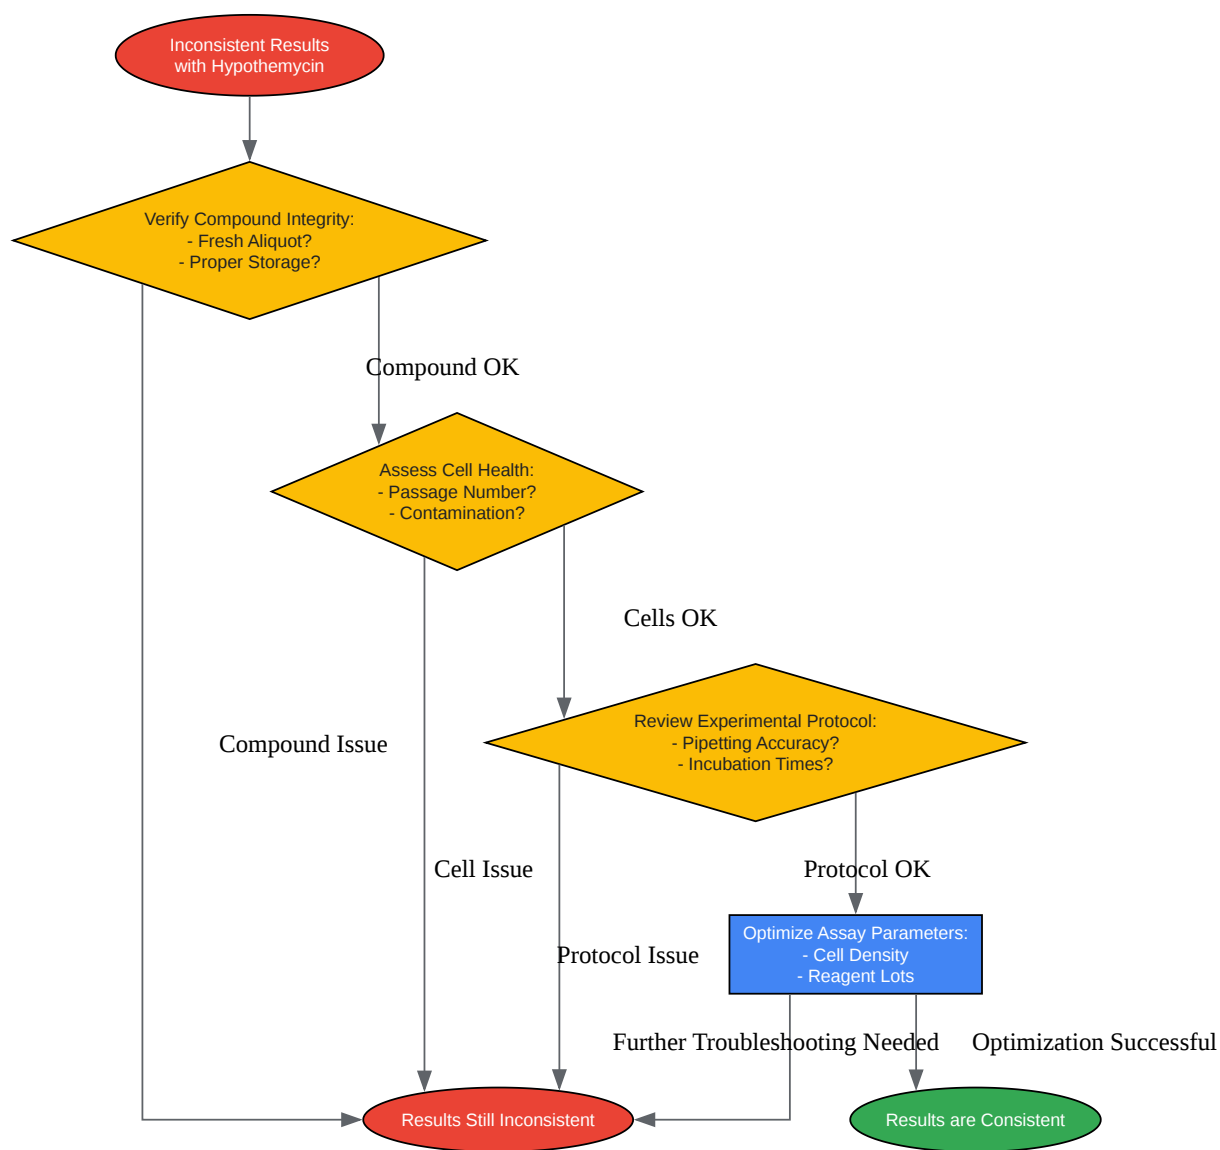 Inconsistent Results
with Hypothemycin
Verify Compound Integrity:
- Fresh Aliquot?
- Proper Storage?
Compound OK
Assess Cell Health:
- Passage Number?
- Contamination?
Cells OK
Review Experimental Protocol:
- Pipetting Accuracy?
- Incubation Times?
Compound Issue
Cell Issue
Protocol OK
Optimize Assay Parameters:
- Cell Density
- Reagent Lots
Protocol Issue
Further Troubleshooting Needed
Optimization Successful
Results Still Inconsistent
Results are Consistent